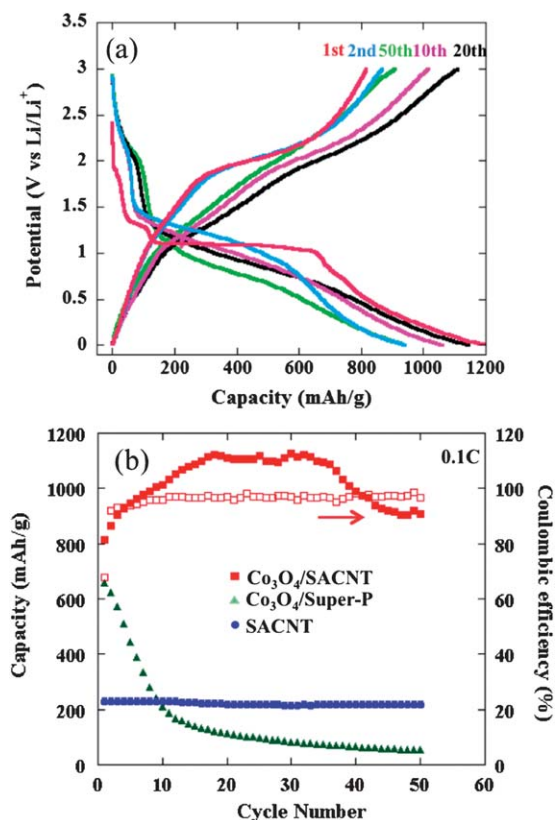 (a)
1st 2nd 50th 10th 20th
3.5
3
2.5
2
1.5
1
0.5
0
Potential (V vs Li/Li⁺)
0 200 400 600 800 1000 1200
Capacity (mAh/g)
(b)
0.1C
1200
1000
800
600
400
200
0
Capacity (mAh/g)
120
100
80
60
40
20
0
Coulombic efficiency (%)
Co₃O₄/SACNT
Co₃O₄/Super-P
SACNT
0 10 20 30 40 50 60
Cycle Number